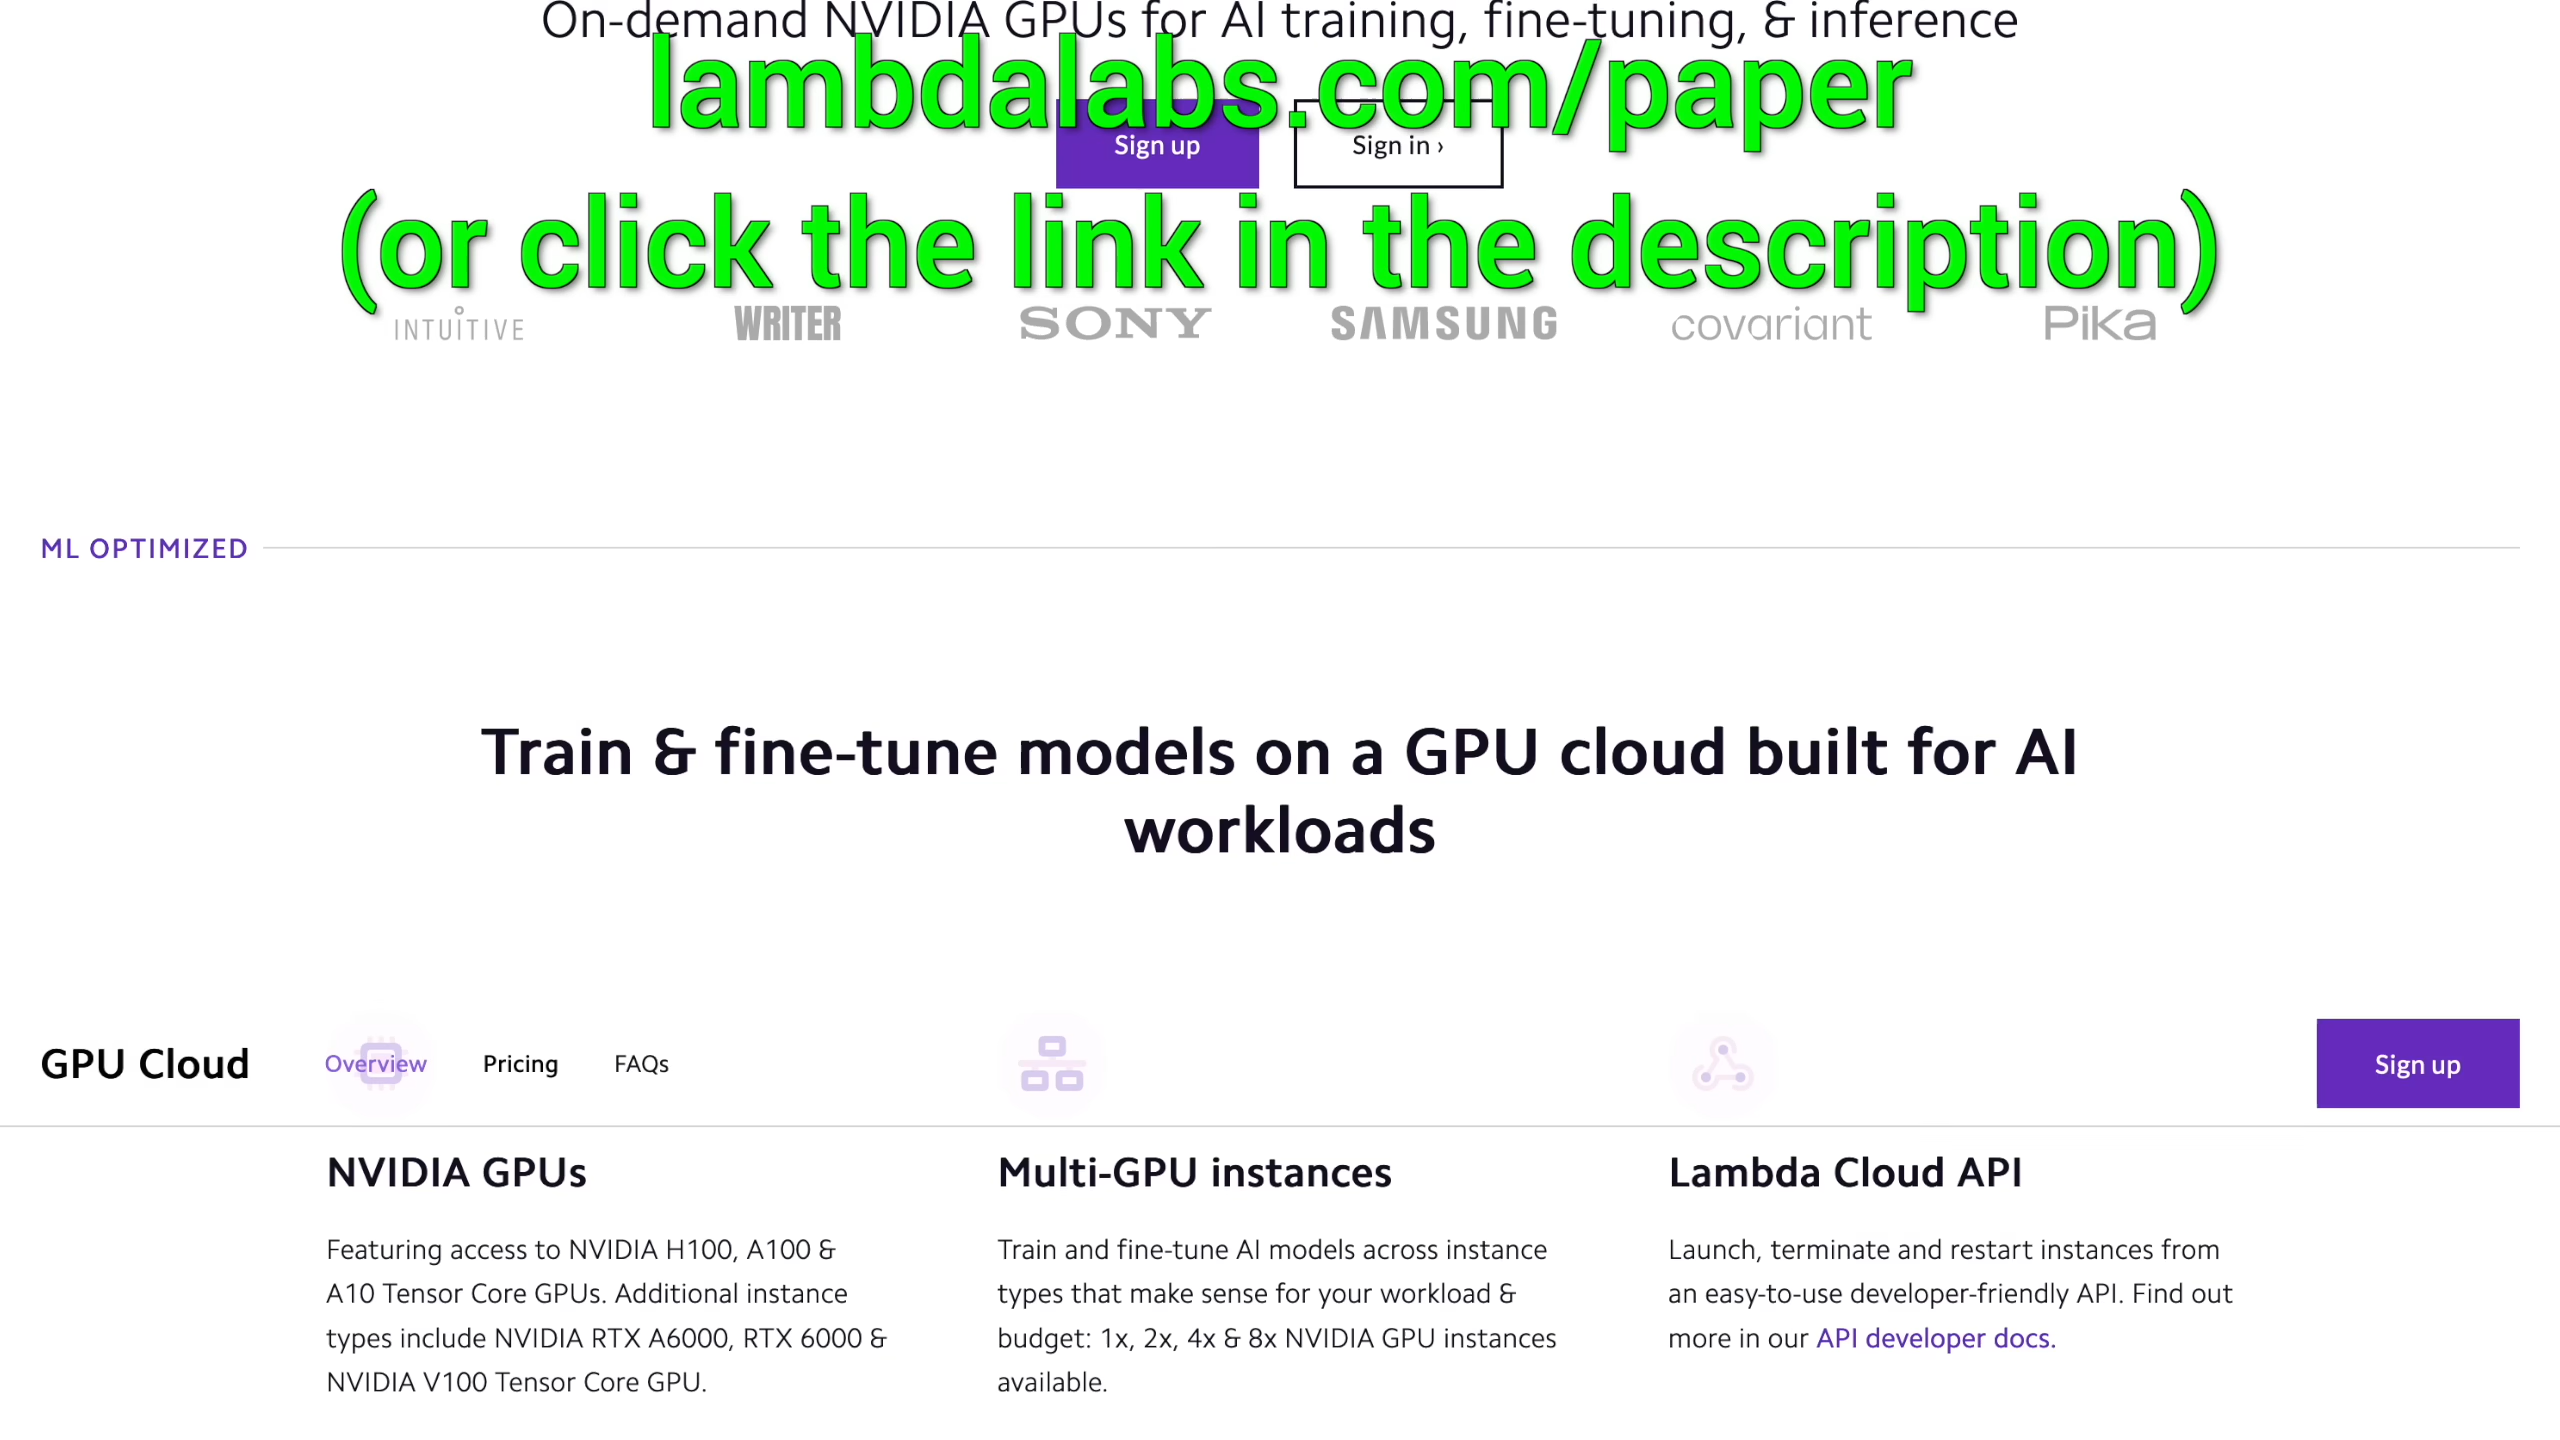 On-demand NVIDIA GPUs for AI training, fine-tuning, & inference
lambdalabs.com/paper
Sign up
Sign in ›
(or click the link in the description)
INTUITIVE
WRITER
SONY
SAMSUNG
covariant
Pika
ML OPTIMIZED
Train & fine-tune models on a GPU cloud built for AI
workloads
GPU Cloud
Overview
Pricing
FAQs
Sign up
NVIDIA GPUs
Featuring access to NVIDIA H100, A100 &
A10 Tensor Core GPUs. Additional instance
types include NVIDIA RTX A6000, RTX 6000 &
NVIDIA V100 Tensor Core GPU.
Multi-GPU instances
Train and fine-tune AI models across instance
types that make sense for your workload &
budget: 1x, 2x, 4x & 8x NVIDIA GPU instances
available.
Lambda Cloud API
Launch, terminate and restart instances from
an easy-to-use developer-friendly API. Find out
more in our API developer docs.